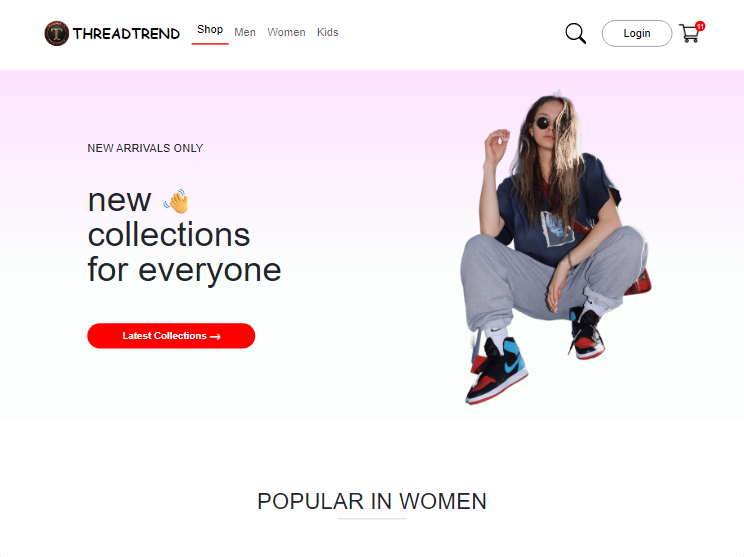 THREADTREND
Shop
Men
Women
Kids
Login
11
NEW ARRIVALS ONLY
new 👋
collections
for everyone
Latest Collections →
POPULAR IN WOMEN